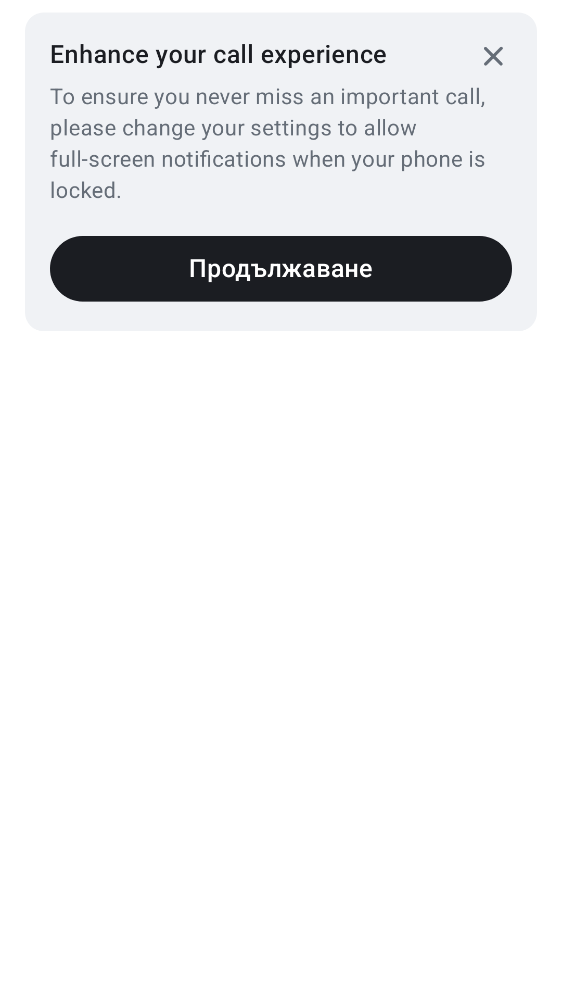 Enhance your call experience
To ensure you never miss an important call,
please change your settings to allow
full-screen notifications when your phone is
locked.
Продължаване